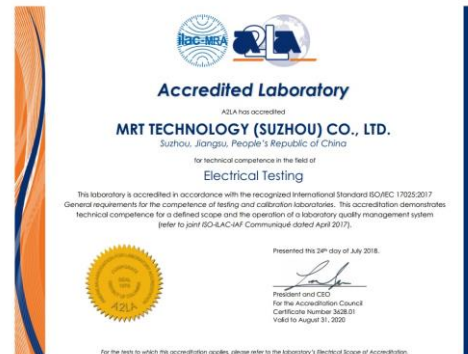 ilac-MRA
A2LA
Accredited Laboratory
A2LA has accredited
MRT TECHNOLOGY (SUZHOU) CO., LTD.
Suzhou, Jiangsu, People's Republic of China
for technical competence in the field of
Electrical Testing
This laboratory is accredited in accordance with the recognized International Standard ISO/IEC 17025:2017
General requirements for the competence of testing and calibration laboratories. This accreditation demonstrates
technical competence for a defined scope and the operation of a laboratory quality management system
(refer to joint ISO-ILAC-IAF Communiqué dated April 2017).
Presented this 24th day of July 2018.
President and CEO
For the Accreditation Council
Certificate Number 3628.01
Valid to August 31, 2020
A2LA
For the tests to which this accreditation applies, please refer to the laboratory's Electrical Scope of Accreditation.